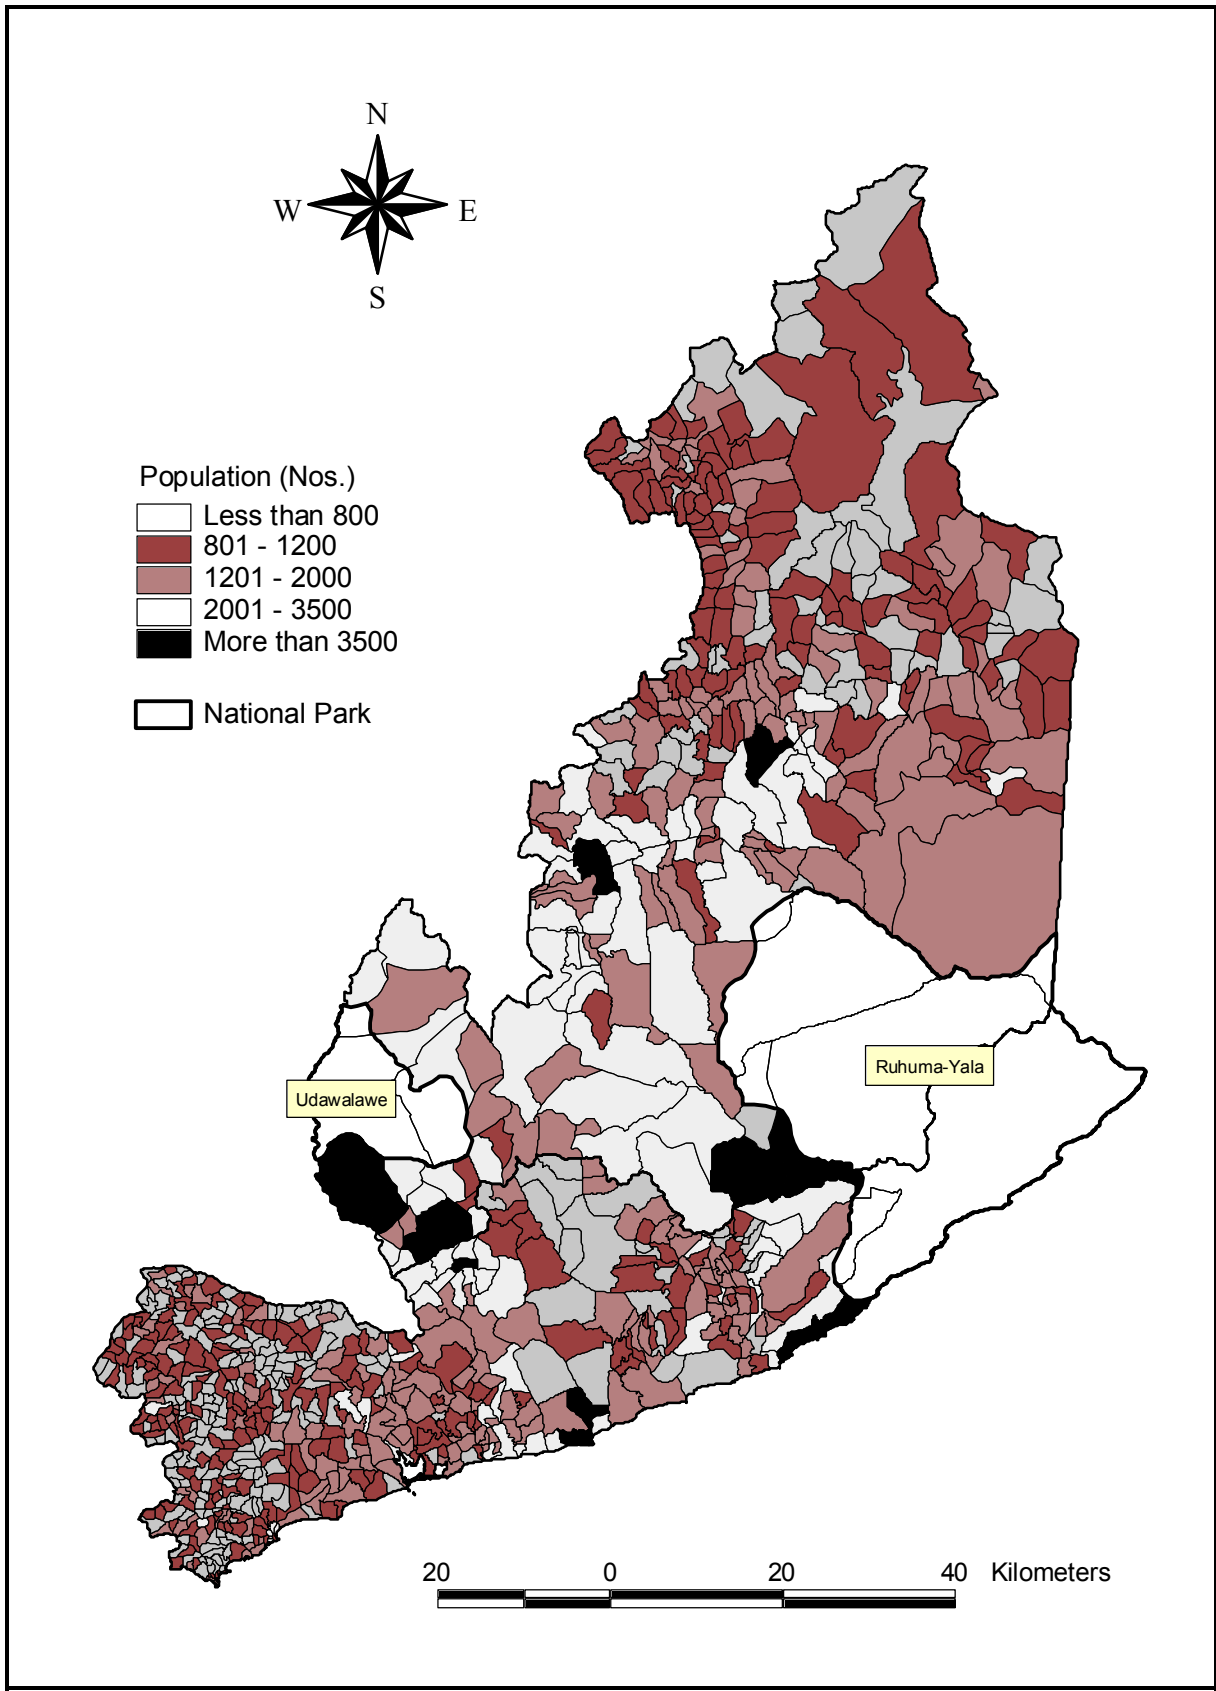 N
W
E
S
Population (Nos.)
Less than 800
801 - 1200
1201 - 2000
2001 - 3500
More than 3500
National Park
Ruhuma-Yala
Udawalawe
20 0 20 40 Kilometers